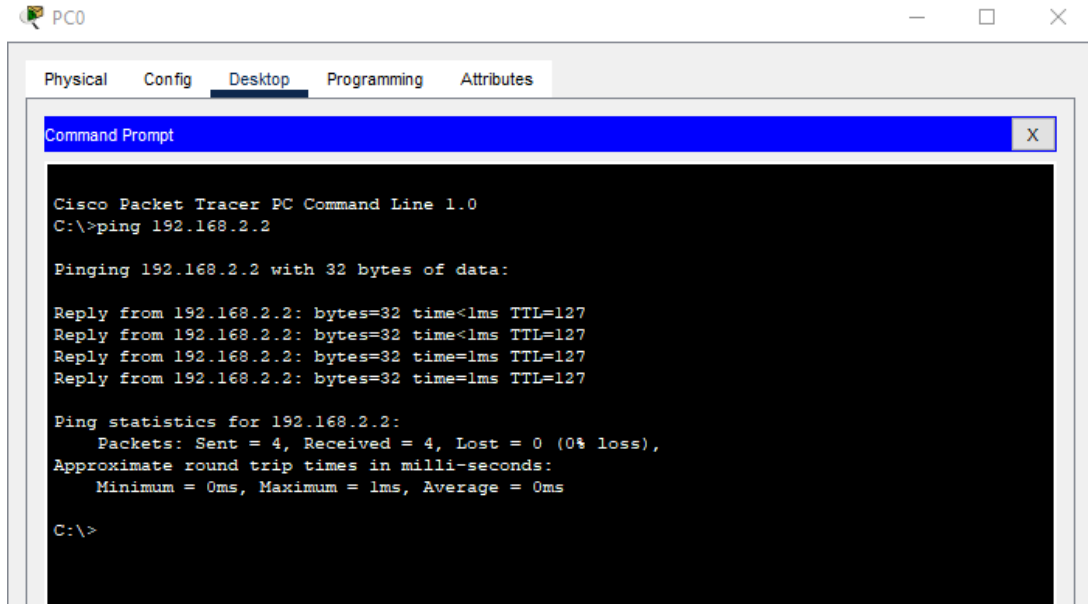 PC0
Physical Config Desktop Programming Attributes
Command Prompt X
Cisco Packet Tracer PC Command Line 1.0
C:\>ping 192.168.2.2
Pinging 192.168.2.2 with 32 bytes of data:
Reply from 192.168.2.2: bytes=32 time<1ms TTL=127
Reply from 192.168.2.2: bytes=32 time<1ms TTL=127
Reply from 192.168.2.2: bytes=32 time=1ms TTL=127
Reply from 192.168.2.2: bytes=32 time=1ms TTL=127
Ping statistics for 192.168.2.2:
    Packets: Sent = 4, Received = 4, Lost = 0 (0% loss),
Approximate round trip times in milli-seconds:
    Minimum = 0ms, Maximum = 1ms, Average = 0ms
C:\>